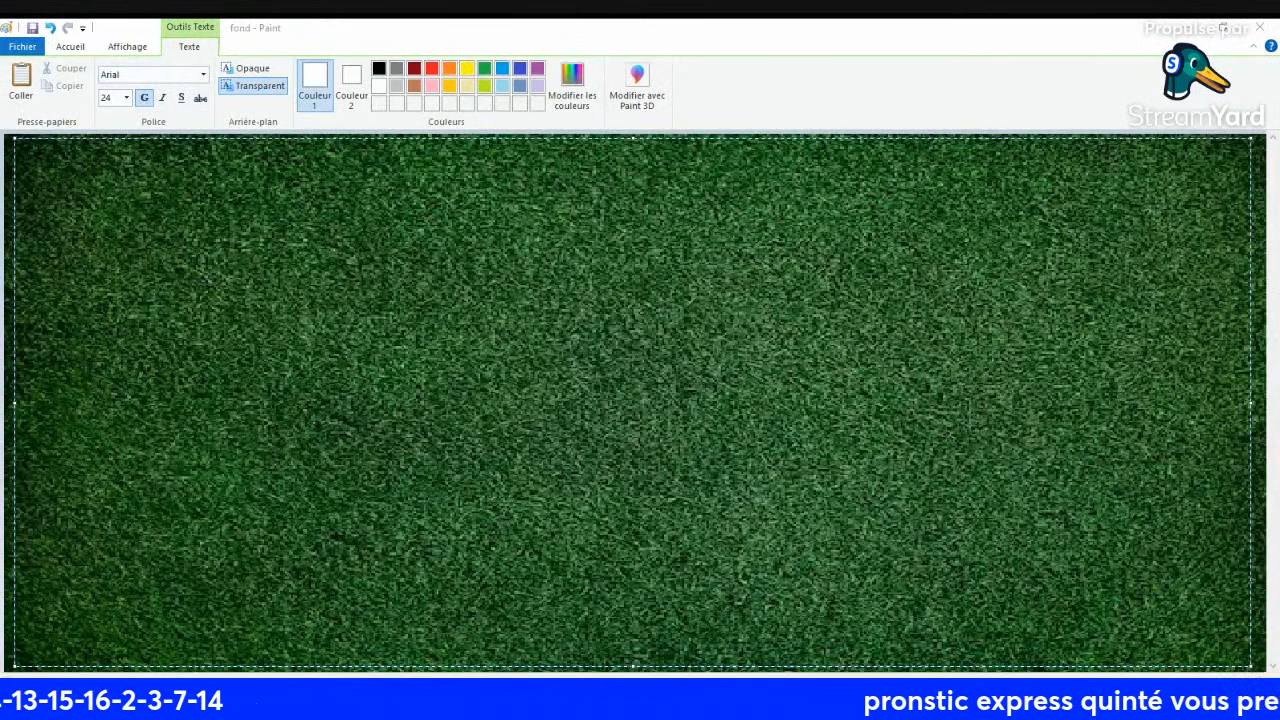 Outils Texte
fond - Paint
Propulsé par
Fichier
Accueil
Affichage
Texte
Coller
Couper
Copier
Presse-papiers
Arial
24
G I S abc
Police
Opaque
Transparent
Arrière-plan
Couleur 1
Couleur 2
Couleurs
Modifier les couleurs
Modifier avec Paint 3D
S
StreamYard
-13-15-16-2-3-7-14
pronstic express quinté vous pre